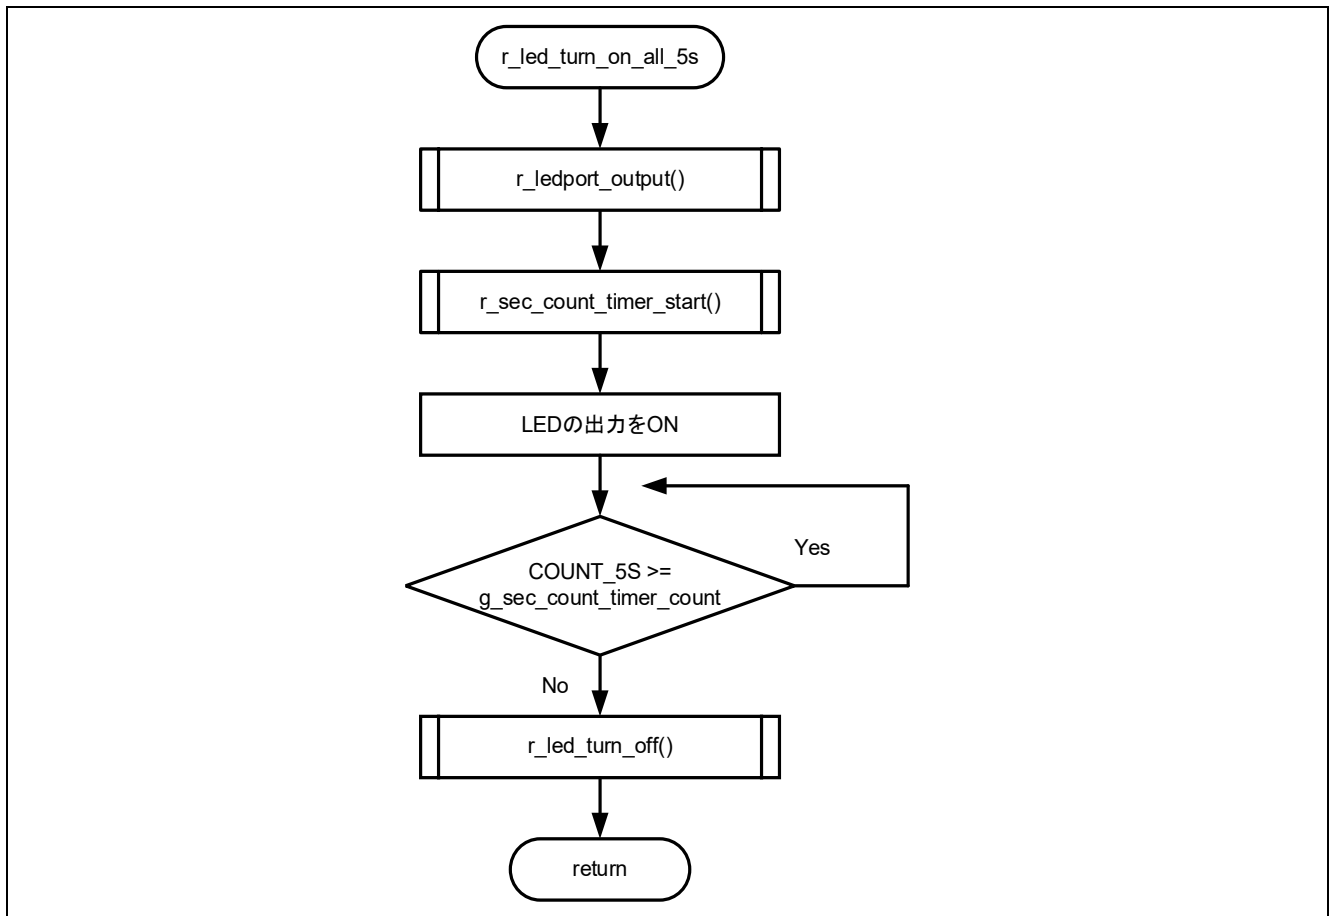 r_led_turn_on_all_5s
r_ledport_output()
r_sec_count_timer_start()
LEDの出力をON
Yes
COUNT_5S >=
g_sec_count_timer_count
No
r_led_turn_off()
return